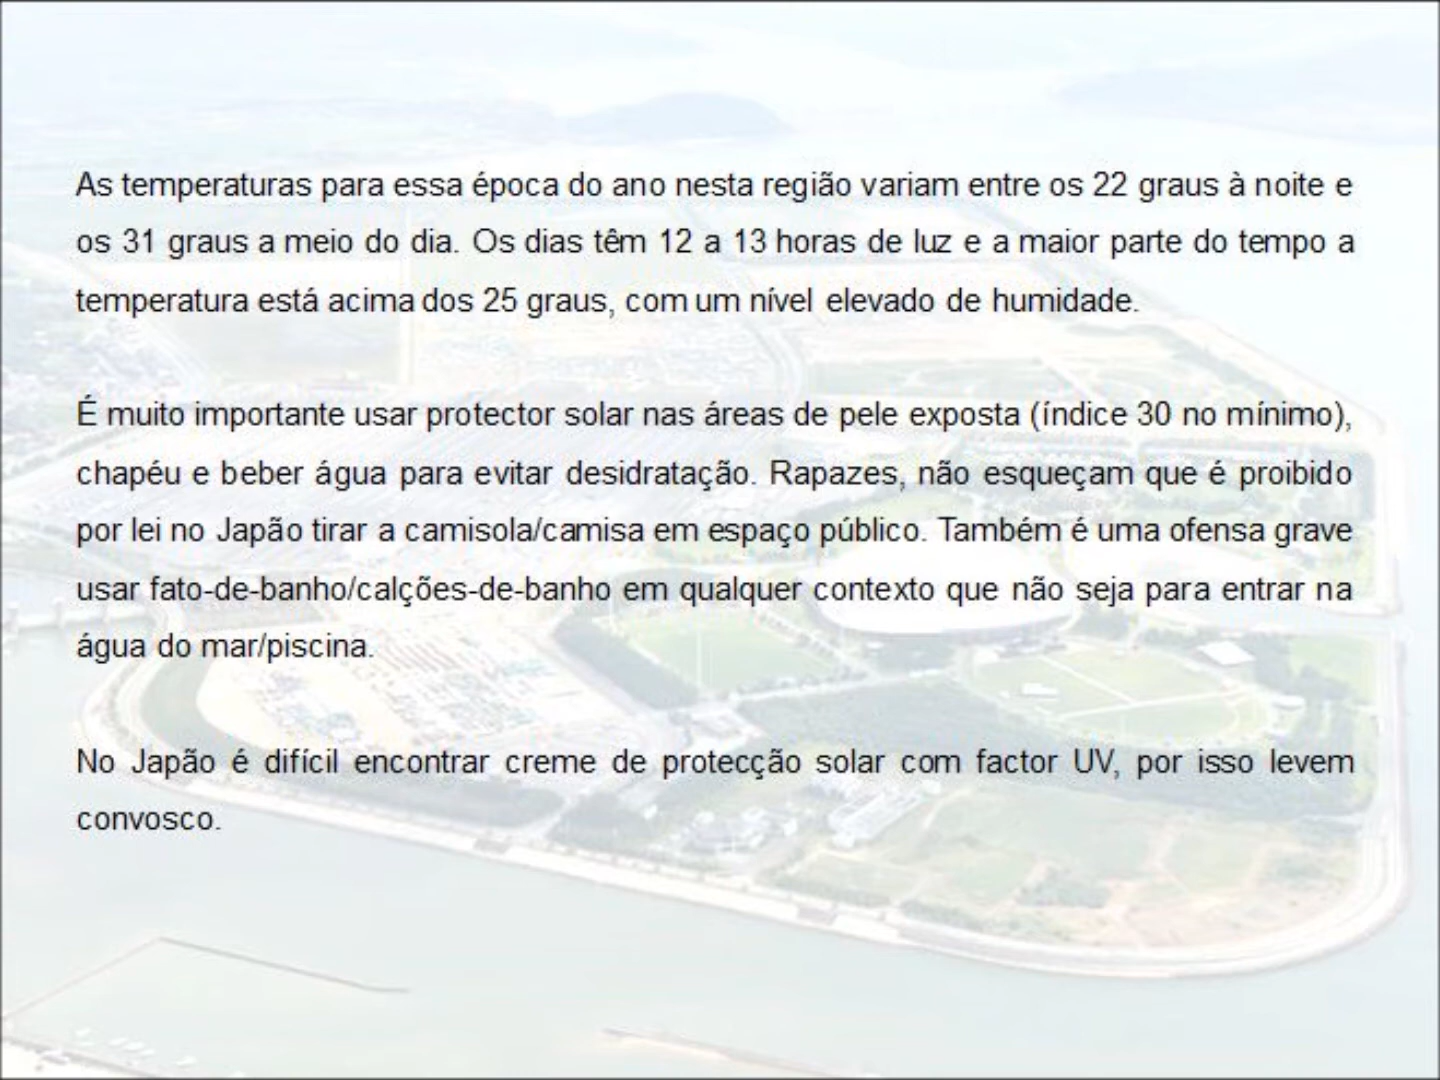 As temperaturas para essa época do ano nesta região variam entre os 22 graus à noite e
os 31 graus a meio do dia. Os dias têm 12 a 13 horas de luz e a maior parte do tempo a
temperatura está acima dos 25 graus, com um nível elevado de humidade.
É muito importante usar protector solar nas áreas de pele exposta (índice 30 no mínimo),
chapéu e beber água para evitar desidratação. Rapazes, não esqueçam que é proibido
por lei no Japão tirar a camisola/camisa em espaço público. Também é uma ofensa grave
usar fato-de-banho/calções-de-banho em qualquer contexto que não seja para entrar na
água do mar/piscina.
No Japão é difícil encontrar creme de protecção solar com factor UV, por isso levem
convosco.